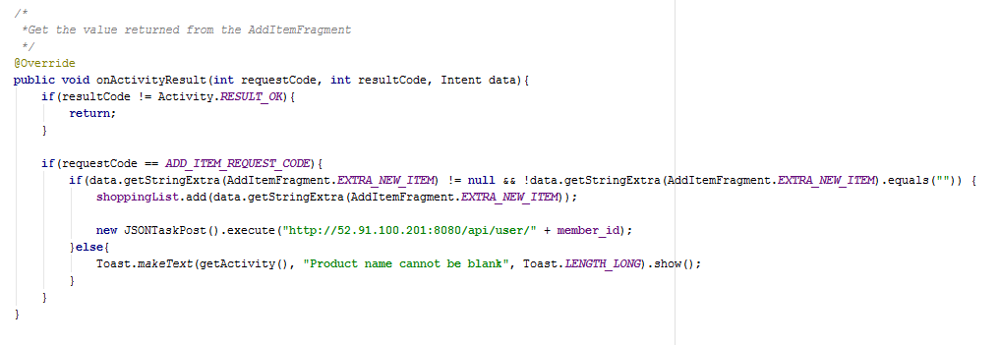 /*
 *Get the value returned from the AddItemFragment
 */
@Override
public void onActivityResult(int requestCode, int resultCode, Intent data){
    if(resultCode != Activity.RESULT_OK){
        return;
    }

    if(requestCode == ADD_ITEM_REQUEST_CODE){
        if(data.getStringExtra(AddItemFragment.EXTRA_NEW_ITEM) != null && !data.getStringExtra(AddItemFragment.EXTRA_NEW_ITEM).equals("")) {
            shoppingList.add(data.getStringExtra(AddItemFragment.EXTRA_NEW_ITEM));

            new JSONTaskPost().execute("http://52.91.100.201:8080/api/user/" + member_id);
        }else{
            Toast.makeText(getActivity(), "Product name cannot be blank", Toast.LENGTH_LONG).show();
        }
    }
}